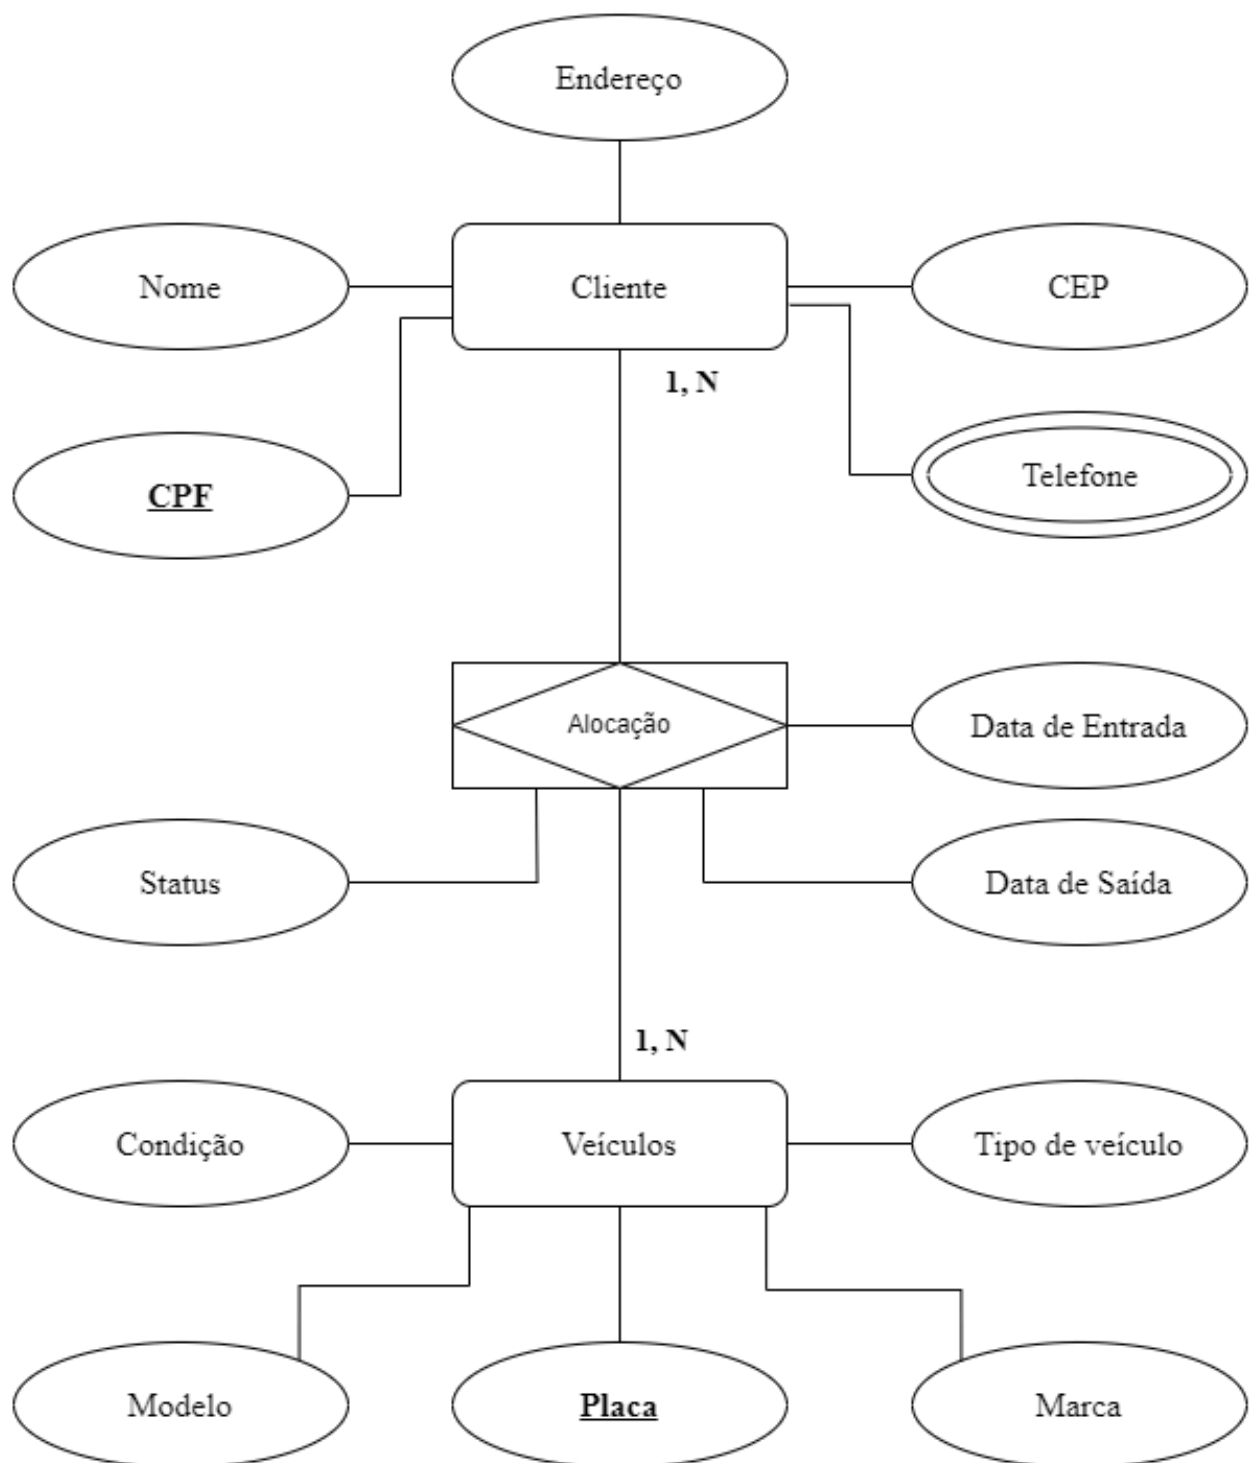 Endereço
Nome
Cliente
CEP
1, N
CPF
Telefone
Alocação
Data de Entrada
Status
Data de Saída
1, N
Condição
Veículos
Tipo de veículo
Modelo
Placa
Marca